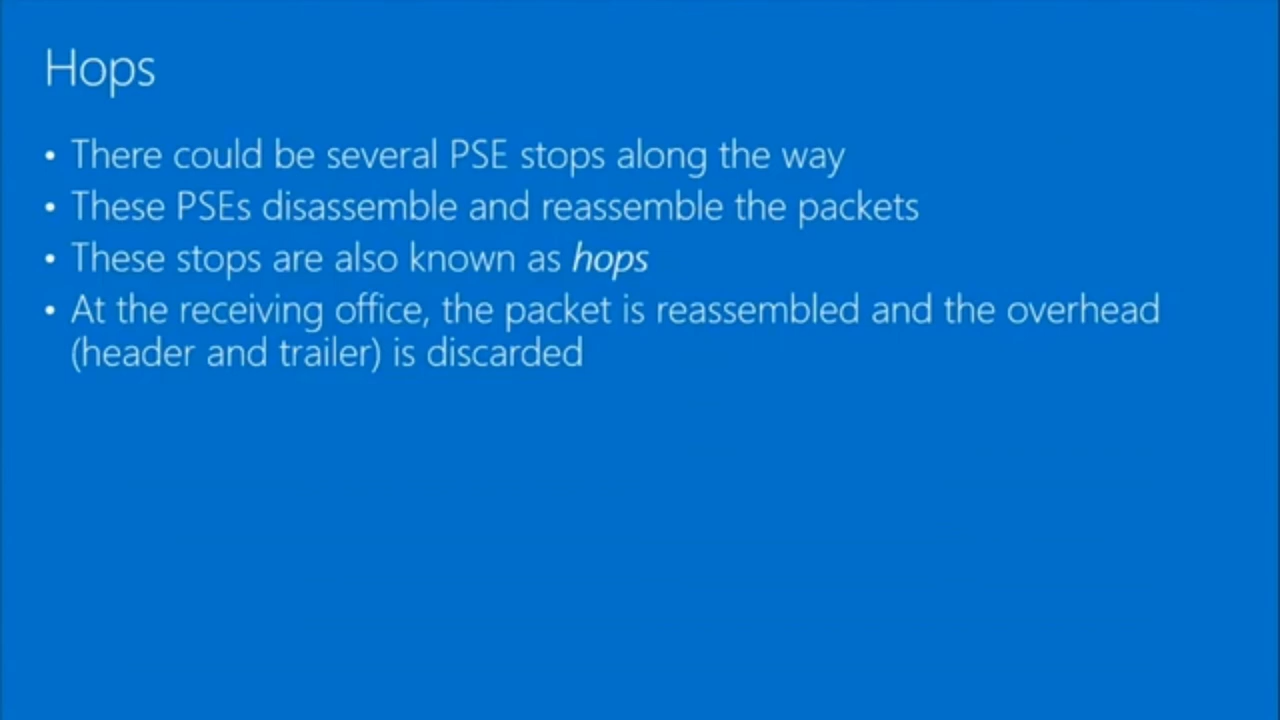 Hops
• There could be several PSE stops along the way
• These PSEs disassemble and reassemble the packets
• These stops are also known as hops
• At the receiving office, the packet is reassembled and the overhead
(header and trailer) is discarded